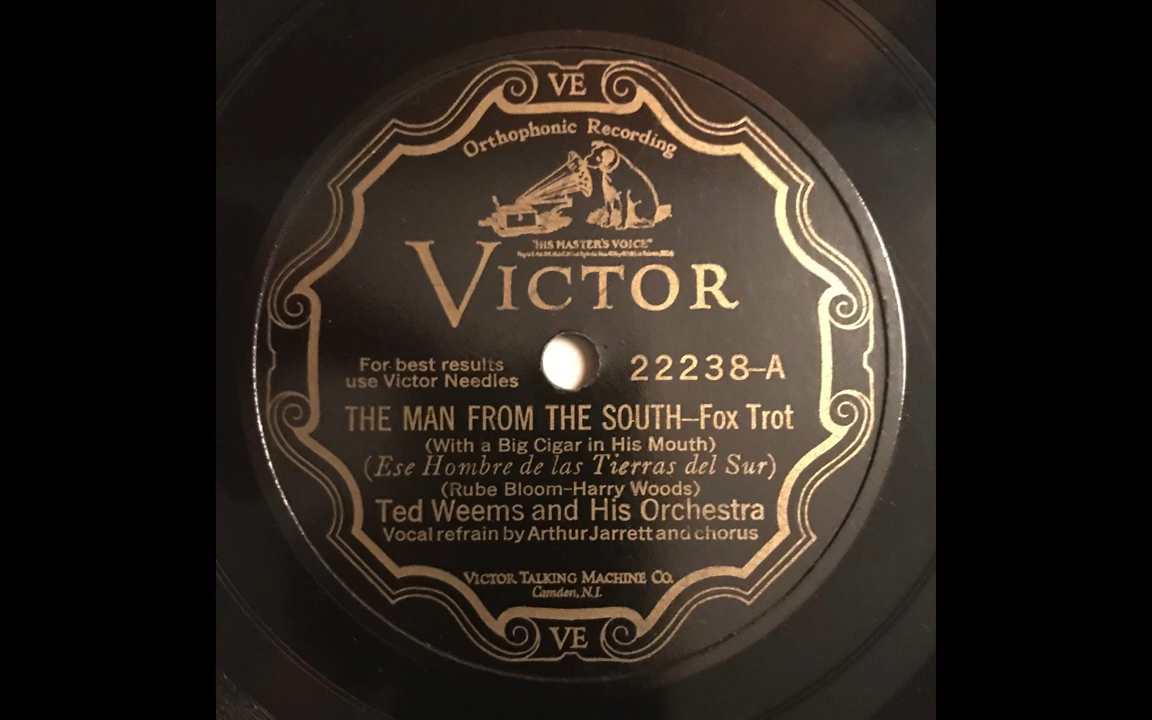 VE
Orthophonic Recording
"HIS MASTER'S VOICE"
VICTOR
For best results
use Victor Needles
22238-A
THE MAN FROM THE SOUTH-Fox Trot
(With a Big Cigar in His Mouth)
(Ese Hombre de las Tierras del Sur)
(Rube Bloom-Harry Woods)
Ted Weems and His Orchestra
Vocal refrain by Arthur Jarrett and chorus
VICTOR TALKING MACHINE CO.
Camden, N.J.
VE